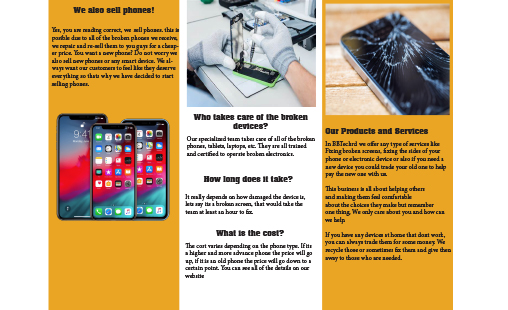 We also sell phones!
Yes, you are reading correct, we sell phones. this is
posible due to all of the broken phones we receive,
we repair and re-sell them to you guys for a cheap-
er price. You want a new phone? Do not worry we
also sell new phones or any smart device. We al-
ways want our customers to feel like they deserve
everything so thats why we have decided to start
selling phones.
Who takes care of the broken
devices?
Our specialized team takes care of all of the broken
phones, tablets, laptops, etc. They are all trained
and certified to operate broken electronics.
How long does it take?
It really depends on how damaged the device is,
lets say its a broken screen, that would take the
team at least an hour to fix.
What is the cost?
The cost varies depending on the phone type. If its
a higher and more advance phone the price will go
up, if it is an old phone the price will go down to a
certain point. You can see all of the details on our
website
Our Products and Services
In BBTechrd we offer any type of services like
Fixing broken screens, fixing the sides of your
phone or electronic device or also if you need a
new device you could trade your old one to help
pay the new one with us.
This business is all about helping others
and making them feel comfortable
about the choices they make but remember
one thing, We only care about you and how can
we help.
If you have any devices at home that dont work,
you can always trade them for some money. We
recycle those or sometimes fix them and give then
away to those who are needed.